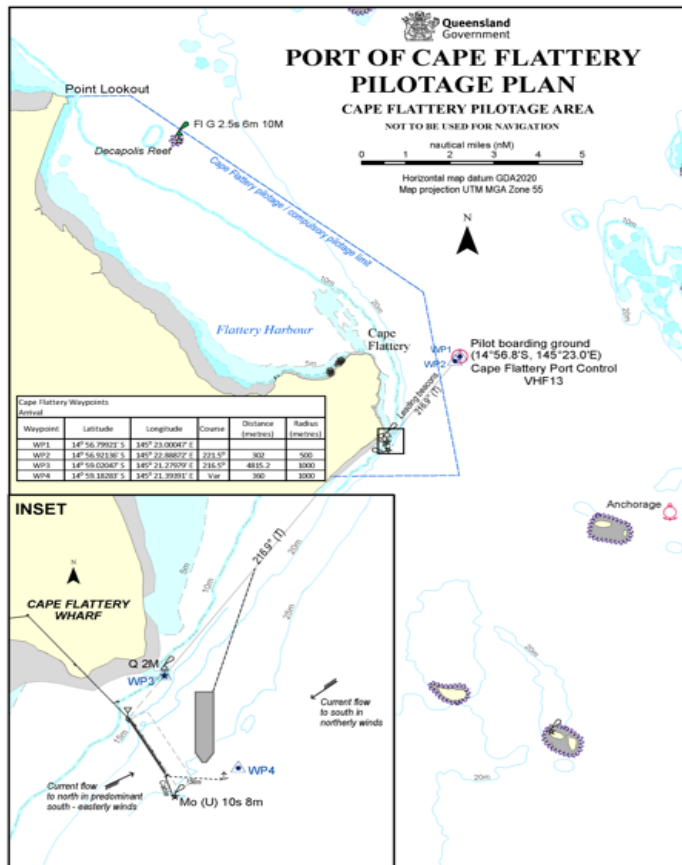 Queensland
Government
PORT OF CAPE FLATTERY
PILOTAGE PLAN
CAPE FLATTERY PILOTAGE AREA
NOT TO BE USED FOR NAVIGATION
nautical miles (nM)
0 1 2 3 4 5
Horizontal map datum GDA2020
Map projection UTM MGA Zone 55
Point Lookout
Fl G 2.5s 6m 10M
Decapolis Reef
Cape Flattery pilotage / compulsory pilotage limit
N
10m
20m
10m
20m
Flattery Harbour
Cape
Flattery
5m
WP1
WP2
Pilot boarding ground
(14°56.8'S, 145°23.0'E)
Cape Flattery Port Control
VHF13
Leading beacons
216.9° (T)
Cape Flattery Waypoints
Arrival
Waypoint Latitude Longitude Course Distance (metres) Radius (metres)
WP1 14° 56.79921' S 145° 23.00047' E
WP2 14° 56.92136' S 145° 22.88872' E 221.5° 302 500
WP3 14° 59.02047' S 145° 21.27979' E 216.5° 4815.2 1000
WP4 14° 59.18283' S 145° 21.39391' E Var 360 1000
Anchorage
20m
20m
INSET
N
CAPE FLATTERY
WHARF
5m
10m
216.9° (T)
20m
25m
Q 2M
WP3
15m
Current flow
to south in
northerly winds
WP4
Current flow
to north in predominant
south - easterly winds
Mo (U) 10s 8m